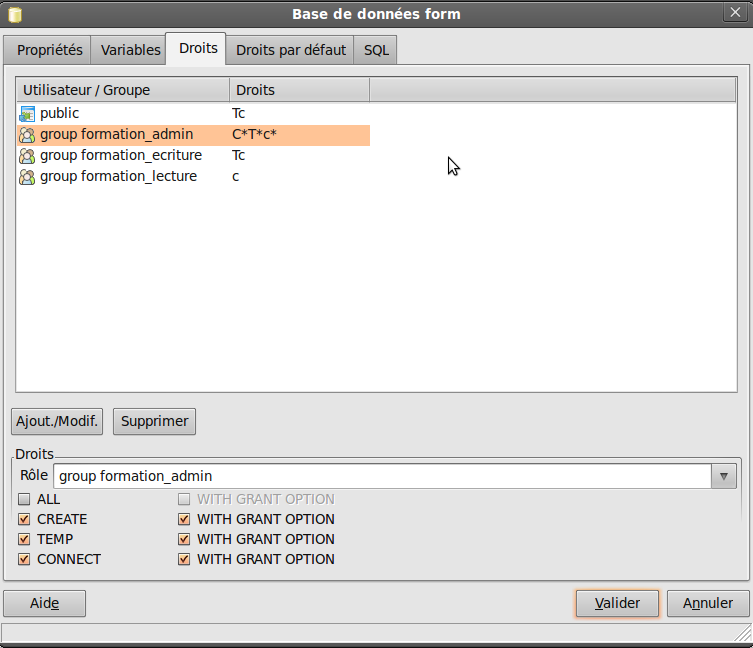 Base de données form
Propriétés Variables Droits Droits par défaut SQL
Utilisateur / Groupe Droits
public Tc
group formation_admin C*T*c*
group formation_ecriture Tc
group formation_lecture c
Ajout./Modif. Supprimer
Droits
Rôle group formation_admin
ALL WITH GRANT OPTION
CREATE WITH GRANT OPTION
TEMP WITH GRANT OPTION
CONNECT WITH GRANT OPTION
Aide Valider Annuler